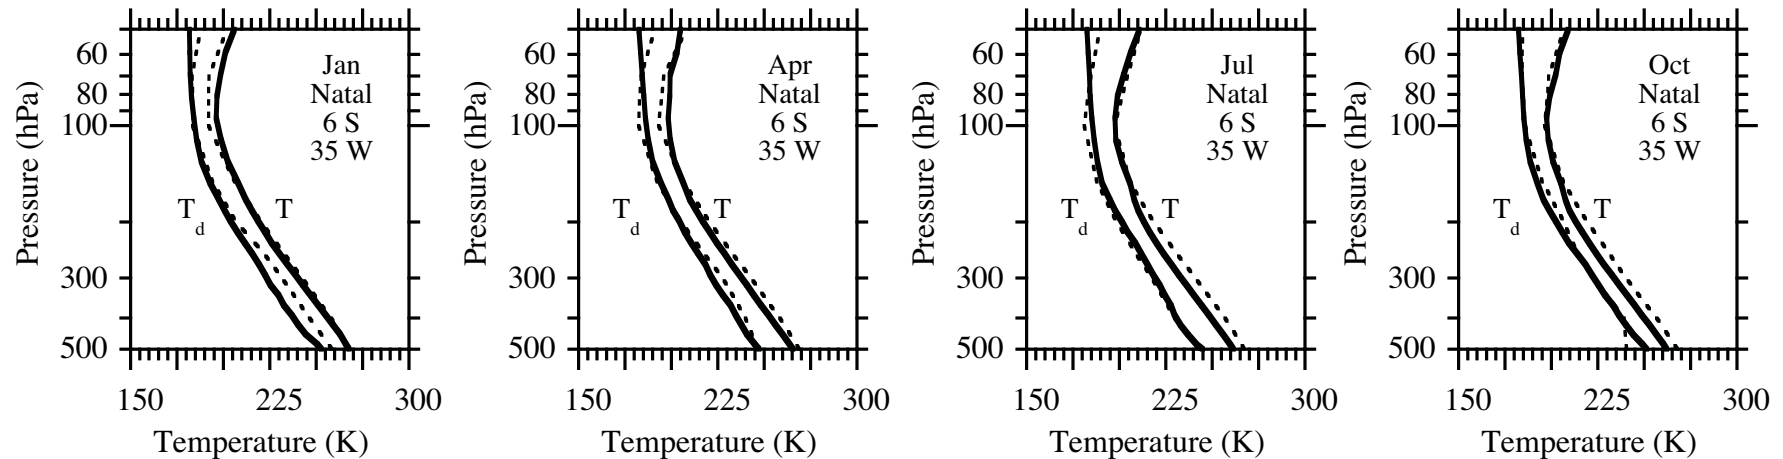 Pressure (hPa)
60
80
100
300
500
Jan
Natal
6 S
35 W
T
d
T
150
225
300
Temperature (K)
Pressure (hPa)
60
80
100
300
500
Apr
Natal
6 S
35 W
T
d
T
150
225
300
Temperature (K)
Pressure (hPa)
60
80
100
300
500
Jul
Natal
6 S
35 W
T
d
T
150
225
300
Temperature (K)
Pressure (hPa)
60
80
100
300
500
Oct
Natal
6 S
35 W
T
d
T
150
225
300
Temperature (K)